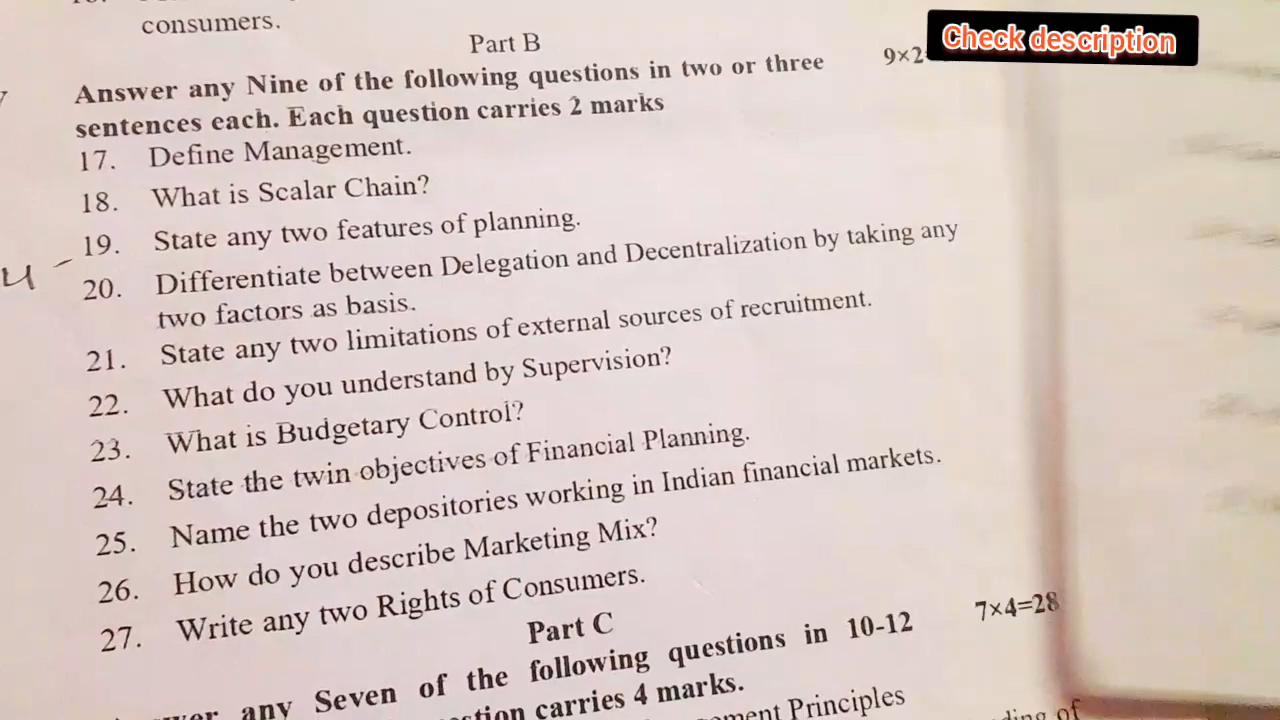 consumers.
Part B
Check description
Answer any Nine of the following questions in two or three 9×2
sentences each. Each question carries 2 marks
17. Define Management.
18. What is Scalar Chain?
19. State any two features of planning.
20. Differentiate between Delegation and Decentralization by taking any
two factors as basis.
21. State any two limitations of external sources of recruitment.
22. What do you understand by Supervision?
23. What is Budgetary Control?
24. State the twin objectives of Financial Planning.
25. Name the two depositories working in Indian financial markets.
26. How do you describe Marketing Mix?
27. Write any two Rights of Consumers.
Part C 7×4=28
any Seven of the following questions in 10-12
carries 4 marks.
Principles
of